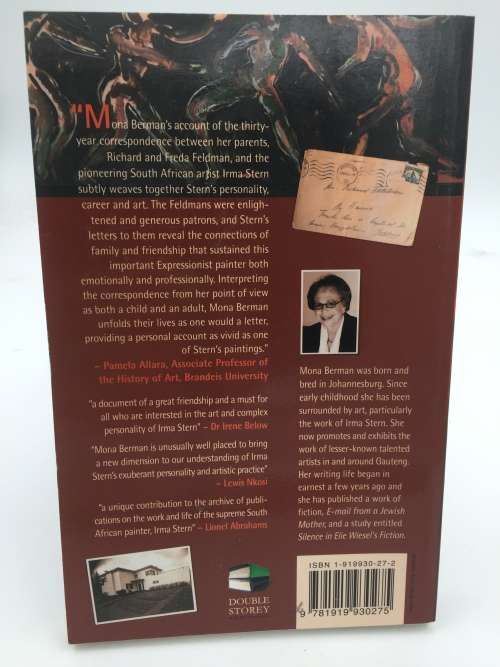 "Mona Berman's account of the thirty-
year correspondence between her parents,
Richard and Freda Feldman, and the
pioneering South African artist Irma Stern
subtly weaves together Stern's personality,
career and art. The Feldmans were enligh-
tened and generous patrons, and Stern's
letters to them reveal the connections of
family and friendship that sustained this
important Expressionist painter both
emotionally and professionally. Interpreting
the correspondence from her point of view
as both a child and an adult, Mona Berman
unfolds their lives as one would a letter,
providing a personal account as vivid as one
of Stern's paintings."
– Pamela Allara, Associate Professor of
the History of Art, Brandeis University
"a document of a great friendship and a must for
all who are interested in the art and complex
personality of Irma Stern" – Dr Irene Below
"Mona Berman is unusually well placed to bring
a new dimension to our understanding of Irma
Stern's exuberant personality and artistic practice"
– Lewis Nkosi
"a unique contribution to the archive of publi-
cations on the work and life of the supreme South
African painter, Irma Stern" – Lionel Abrahams
Mona Berman was born and
bred in Johannesburg. Since
early childhood she has been
surrounded by art, particularly
the work of Irma Stern. She
now promotes and exhibits the
work of lesser-known talented
artists in and around Gauteng.
Her writing life began in
earnest a few years ago and
she has published a work of
fiction, E-mail from a Jewish
Mother, and a study entitled
Silence in Elie Wiesel's Fiction.
DOUBLE
STOREY
ISBN 1-919930-27-2
9 781919 930275